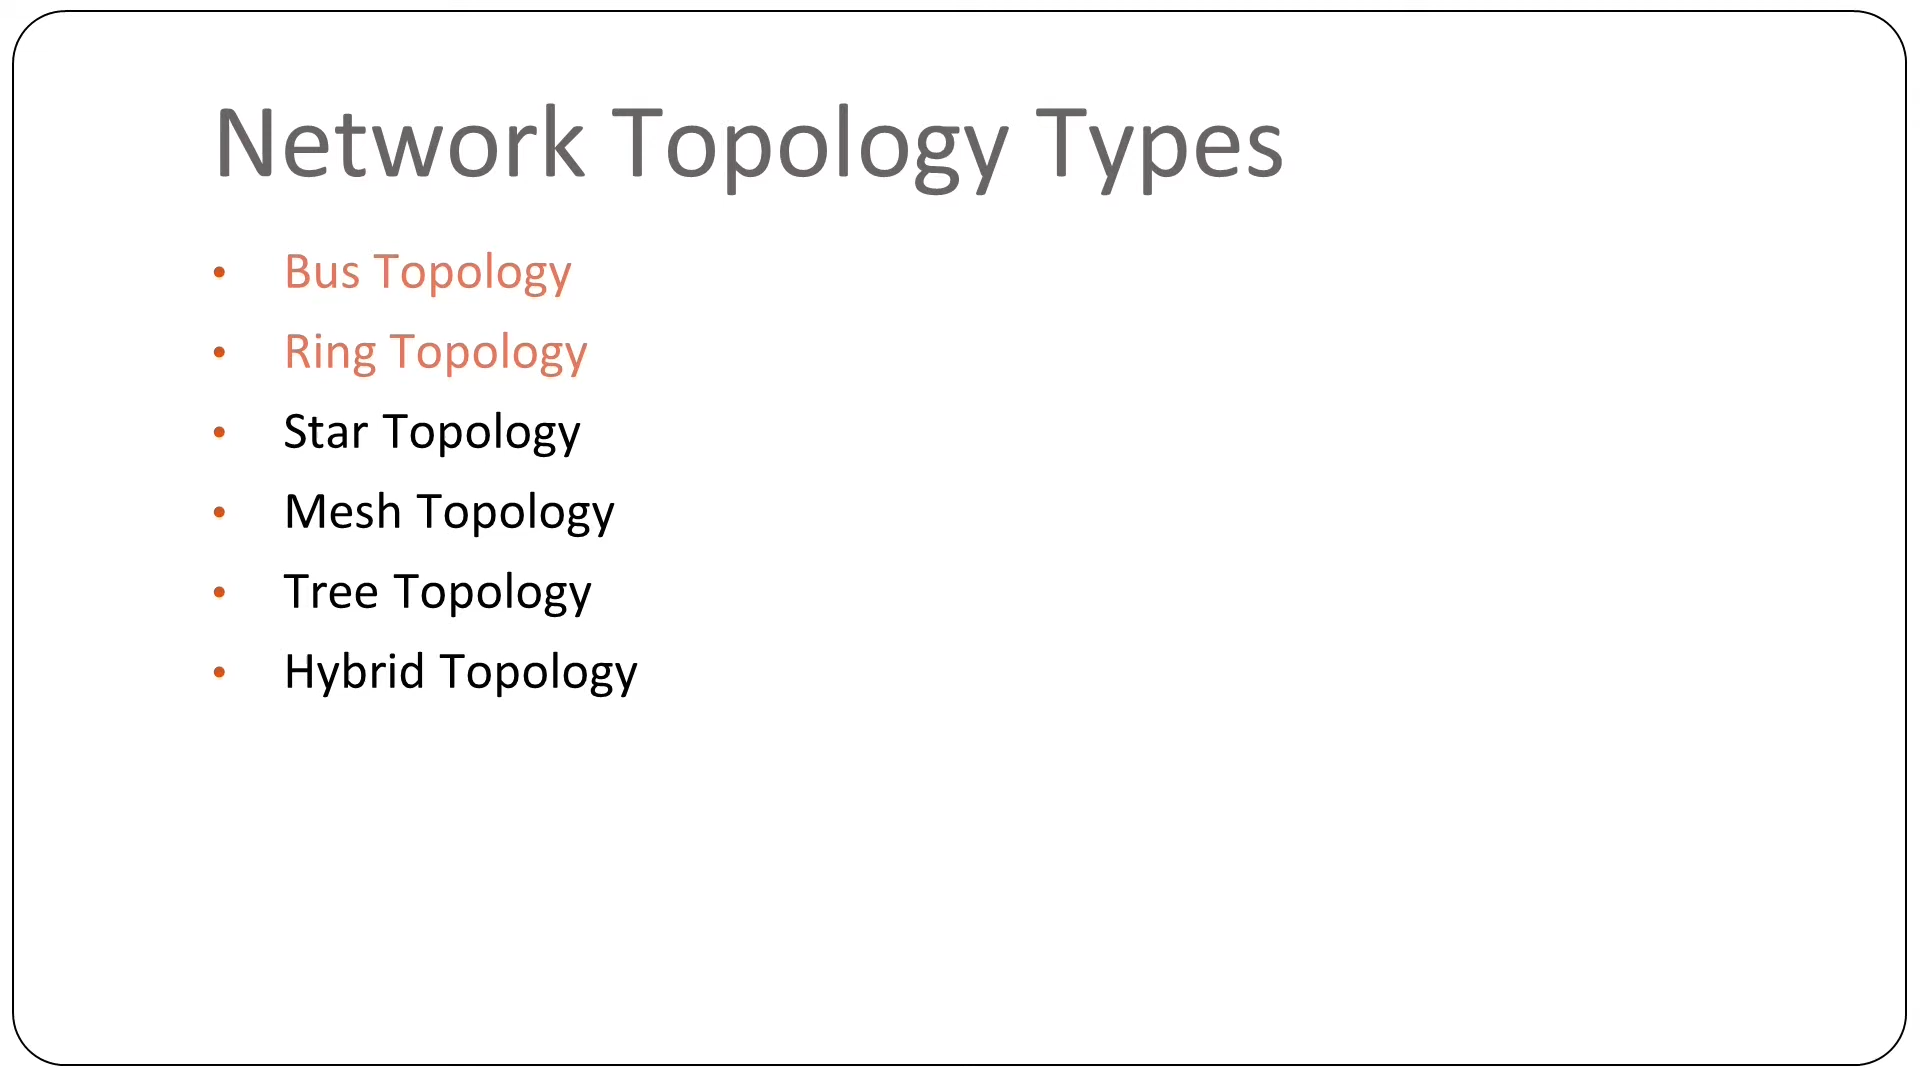 Network Topology Types
• Bus Topology
• Ring Topology
• Star Topology
• Mesh Topology
• Tree Topology
• Hybrid Topology